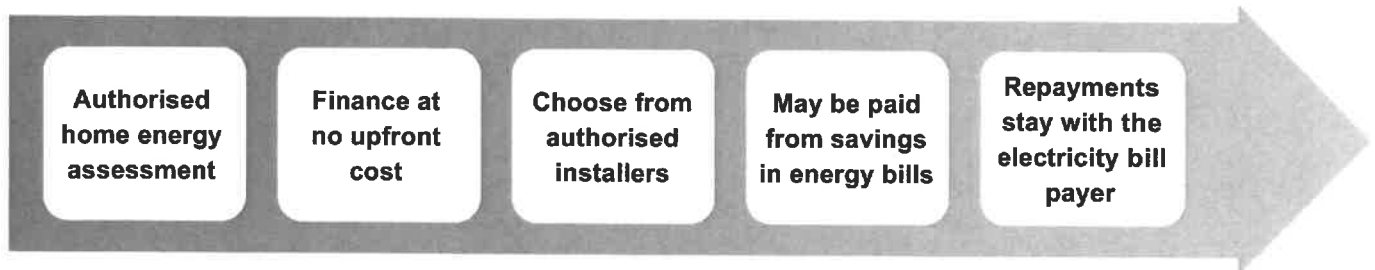 Authorised
home energy
assessment
Finance at
no upfront
cost
Choose from
authorised
installers
May be paid
from savings
in energy bills
Repayments
stay with the
electricity bill
payer